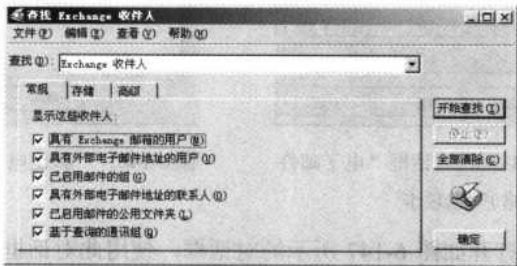 查找 Exchange 收件人
文件(F) 编辑(E) 查看(V) 帮助(H)
查找(D): Exchange 收件人
常规 存储 高级
显示这些收件人:
具有 Exchange 邮箱的用户(B)
具有外部电子邮件地址的用户(V)
已启用邮件的组(G)
具有外部电子邮件地址的联系人(O)
已启用邮件的公用文件夹(L)
基于查询的通讯组(Q)
开始查找(I)
停止(P)
全部清除(C)
确定